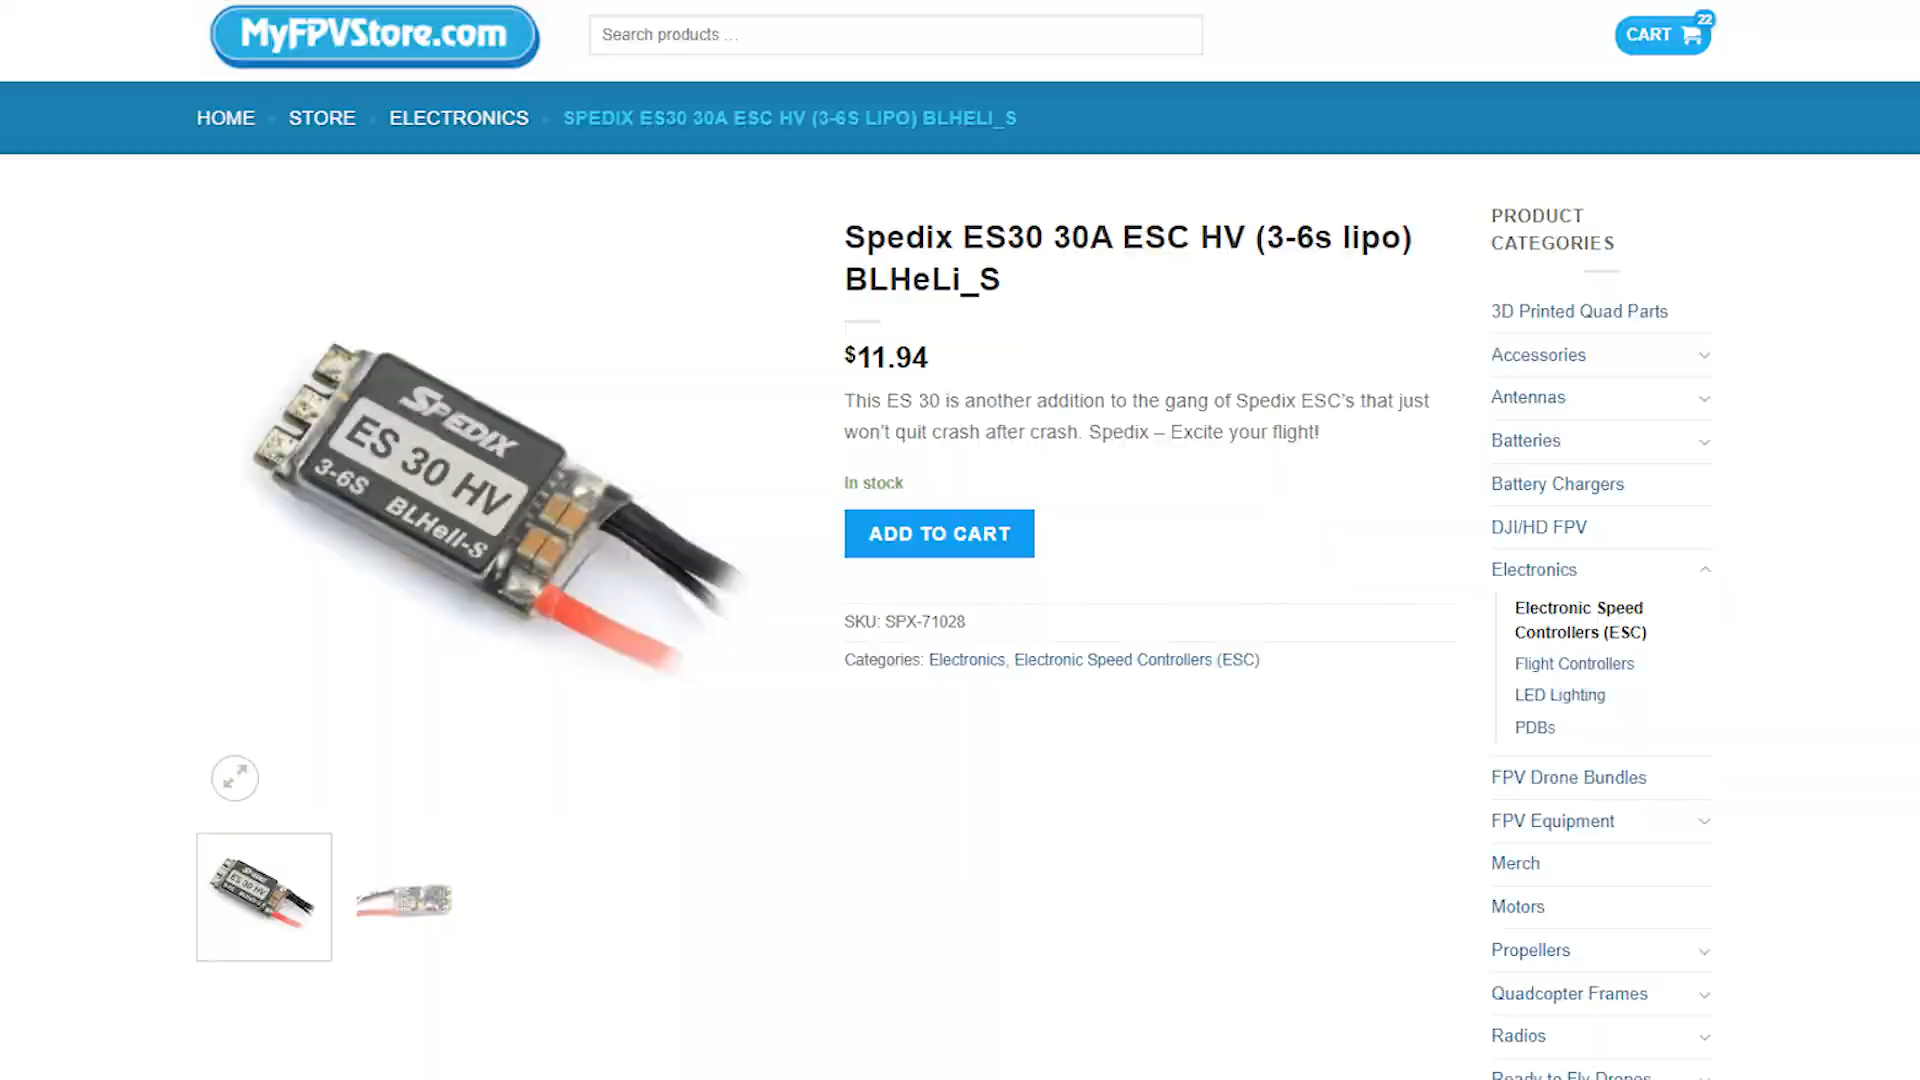 MyFPVStore.com
Search products ...
CART
22
HOME
STORE
ELECTRONICS
SPEDIX ES30 30A ESC HV (3-6S LIPO) BLHELI_S
Spedix ES30 30A ESC HV (3-6s lipo)
BLHeLi_S
$11.94
This ES 30 is another addition to the gang of Spedix ESC's that just
won't quit crash after crash. Spedix – Excite your flight!
In stock
ADD TO CART
SKU: SPX-71028
Categories: Electronics, Electronic Speed Controllers (ESC)
SPEDIX
ES 30 HV
3-6S BLHeli-S
PRODUCT
CATEGORIES
3D Printed Quad Parts
Accessories
Antennas
Batteries
Battery Chargers
DJI/HD FPV
Electronics
Electronic Speed
Controllers (ESC)
Flight Controllers
LED Lighting
PDBs
FPV Drone Bundles
FPV Equipment
Merch
Motors
Propellers
Quadcopter Frames
Radios
Ready to Fly Drones